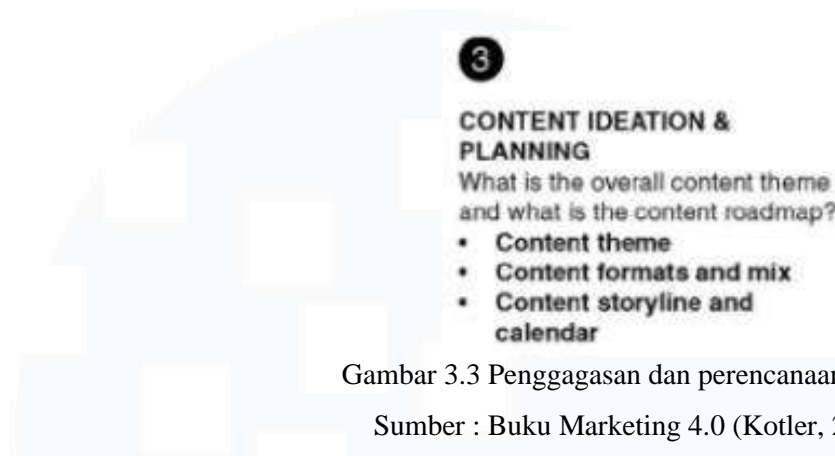 3
CONTENT IDEATION &
PLANNING
What is the overall content theme
and what is the content roadmap?
• Content theme
• Content formats and mix
• Content storyline and
calendar
Gambar 3.3 Penggagasan dan perencanaan
Sumber : Buku Marketing 4.0 (Kotler,